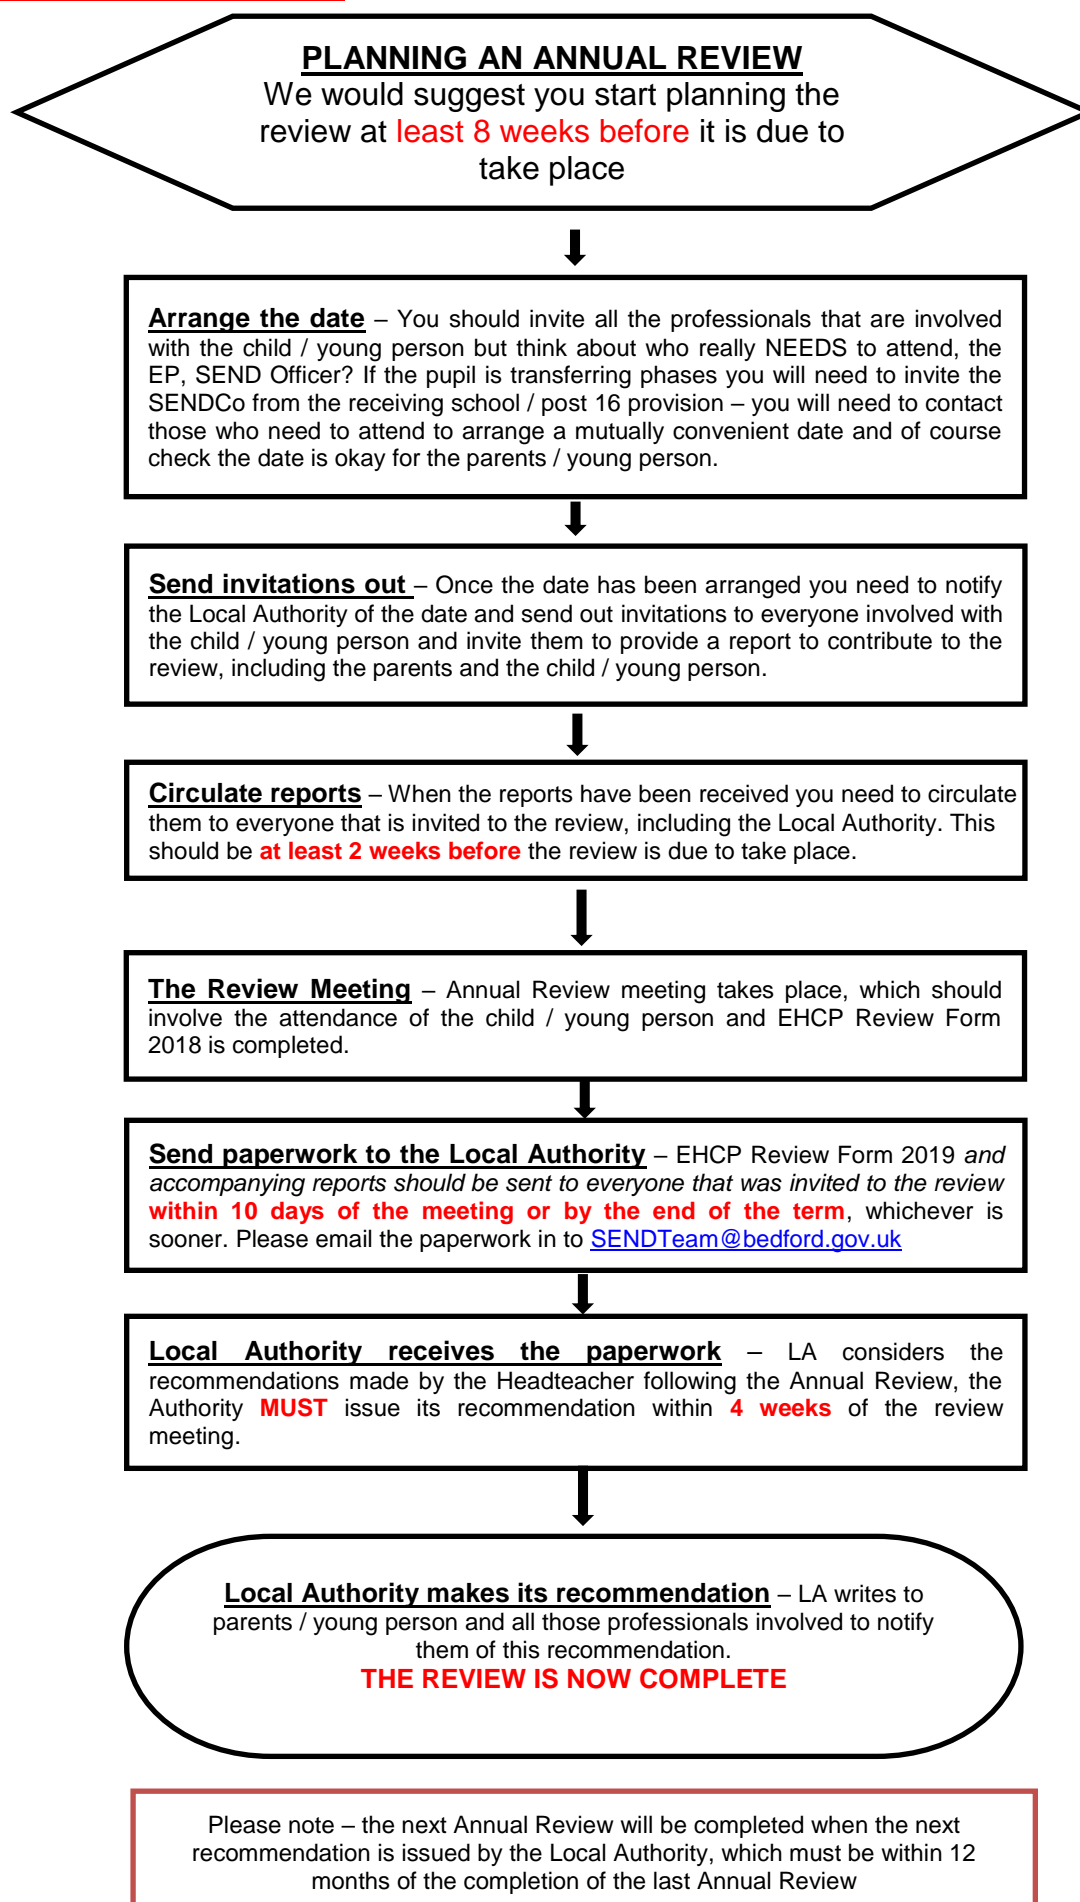 PLANNING AN ANNUAL REVIEW
We would suggest you start planning the
review at least 8 weeks before it is due to
take place
Arrange the date – You should invite all the professionals that are involved
with the child / young person but think about who really NEEDS to attend, the
EP, SEND Officer? If the pupil is transferring phases you will need to invite the
SENDCo from the receiving school / post 16 provision – you will need to contact
those who need to attend to arrange a mutually convenient date and of course
check the date is okay for the parents / young person.
Send invitations out – Once the date has been arranged you need to notify
the Local Authority of the date and send out invitations to everyone involved with
the child / young person and invite them to provide a report to contribute to the
review, including the parents and the child / young person.
Circulate reports – When the reports have been received you need to circulate
them to everyone that is invited to the review, including the Local Authority. This
should be at least 2 weeks before the review is due to take place.
The Review Meeting – Annual Review meeting takes place, which should
involve the attendance of the child / young person and EHCP Review Form
2018 is completed.
Send paperwork to the Local Authority – EHCP Review Form 2019 and
accompanying reports should be sent to everyone that was invited to the review
within 10 days of the meeting or by the end of the term, whichever is
sooner. Please email the paperwork in to SENDTeam@bedford.gov.uk
Local Authority receives the paperwork – LA considers the
recommendations made by the Headteacher following the Annual Review, the
Authority MUST issue its recommendation within 4 weeks of the review
meeting.
Local Authority makes its recommendation – LA writes to
parents / young person and all those professionals involved to notify
them of this recommendation.
THE REVIEW IS NOW COMPLETE
Please note – the next Annual Review will be completed when the next
recommendation is issued by the Local Authority, which must be within 12
months of the completion of the last Annual Review